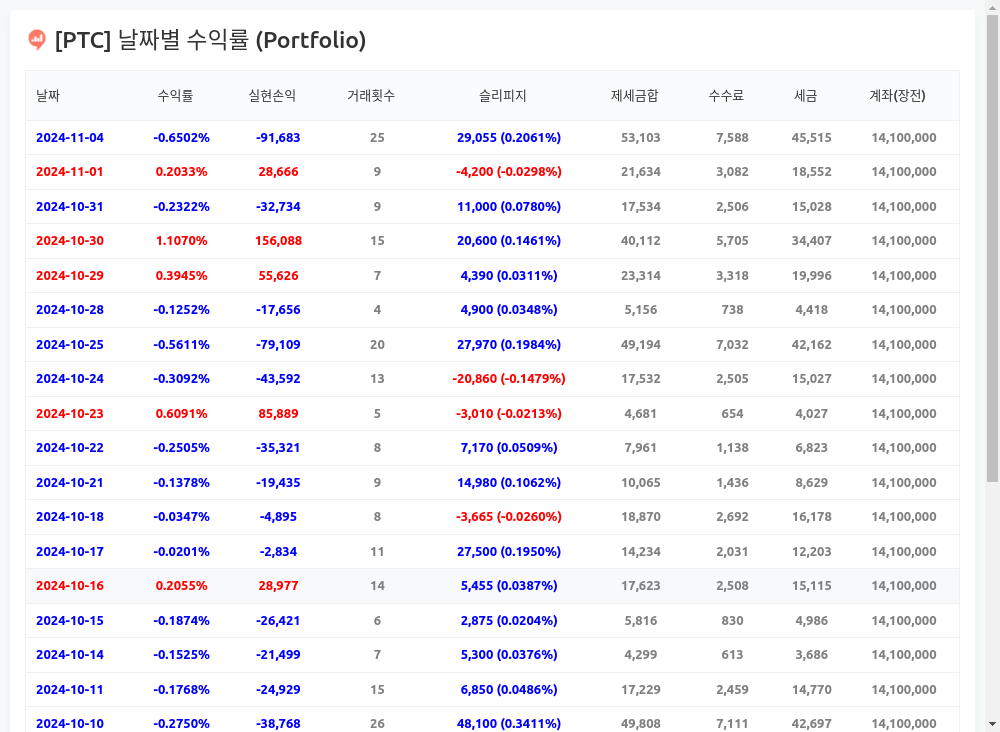 [PTC] 날짜별 수익률 (Portfolio)
날짜 수익률 실현손익 거래횟수 슬리피지 제세금합 수수료 세금 계좌(장전)
2024-11-04 -0.6502% -91,683 25 29,055 (0.2061%) 53,103 7,588 45,515 14,100,000
2024-11-01 0.2033% 28,666 9 -4,200 (-0.0298%) 21,634 3,082 18,552 14,100,000
2024-10-31 -0.2322% -32,734 9 11,000 (0.0780%) 17,534 2,506 15,028 14,100,000
2024-10-30 1.1070% 156,088 15 20,600 (0.1461%) 40,112 5,705 34,407 14,100,000
2024-10-29 0.3945% 55,626 7 4,390 (0.0311%) 23,314 3,318 19,996 14,100,000
2024-10-28 -0.1252% -17,656 4 4,900 (0.0348%) 5,156 738 4,418 14,100,000
2024-10-25 -0.5611% -79,109 20 27,970 (0.1984%) 49,194 7,032 42,162 14,100,000
2024-10-24 -0.3092% -43,592 13 -20,860 (-0.1479%) 17,532 2,505 15,027 14,100,000
2024-10-23 0.6091% 85,889 5 -3,010 (-0.0213%) 4,681 654 4,027 14,100,000
2024-10-22 -0.2505% -35,321 8 7,170 (0.0509%) 7,961 1,138 6,823 14,100,000
2024-10-21 -0.1378% -19,435 9 14,980 (0.1062%) 10,065 1,436 8,629 14,100,000
2024-10-18 -0.0347% -4,895 8 -3,665 (-0.0260%) 18,870 2,692 16,178 14,100,000
2024-10-17 -0.0201% -2,834 11 27,500 (0.1950%) 14,234 2,031 12,203 14,100,000
2024-10-16 0.2055% 28,977 14 5,455 (0.0387%) 17,623 2,508 15,115 14,100,000
2024-10-15 -0.1874% -26,421 6 2,875 (0.0204%) 5,816 830 4,986 14,100,000
2024-10-14 -0.1525% -21,499 7 5,300 (0.0376%) 4,299 613 3,686 14,100,000
2024-10-11 -0.1768% -24,929 15 6,850 (0.0486%) 17,229 2,459 14,770 14,100,000
2024-10-10 -0.2750% -38,768 26 48,100 (0.3411%) 49,808 7,111 42,697 14,100,000